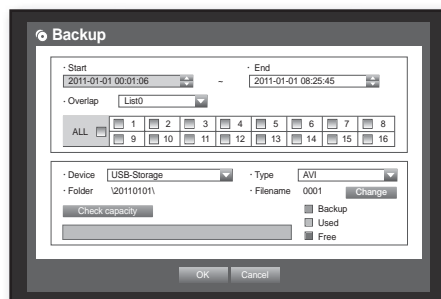 Backup
· Start
· End
2011-01-01 00:01:06
~
2011-01-01 08:25:45
· Overlap
List0
ALL
1 2 3 4 5 6 7 8
9 10 11 12 13 14 15 16
· Device
USB-Storage
· Type
AVI
· Folder
\20110101\
· Filename
0001
Change
Check capacity
Backup
Used
Free
OK
Cancel